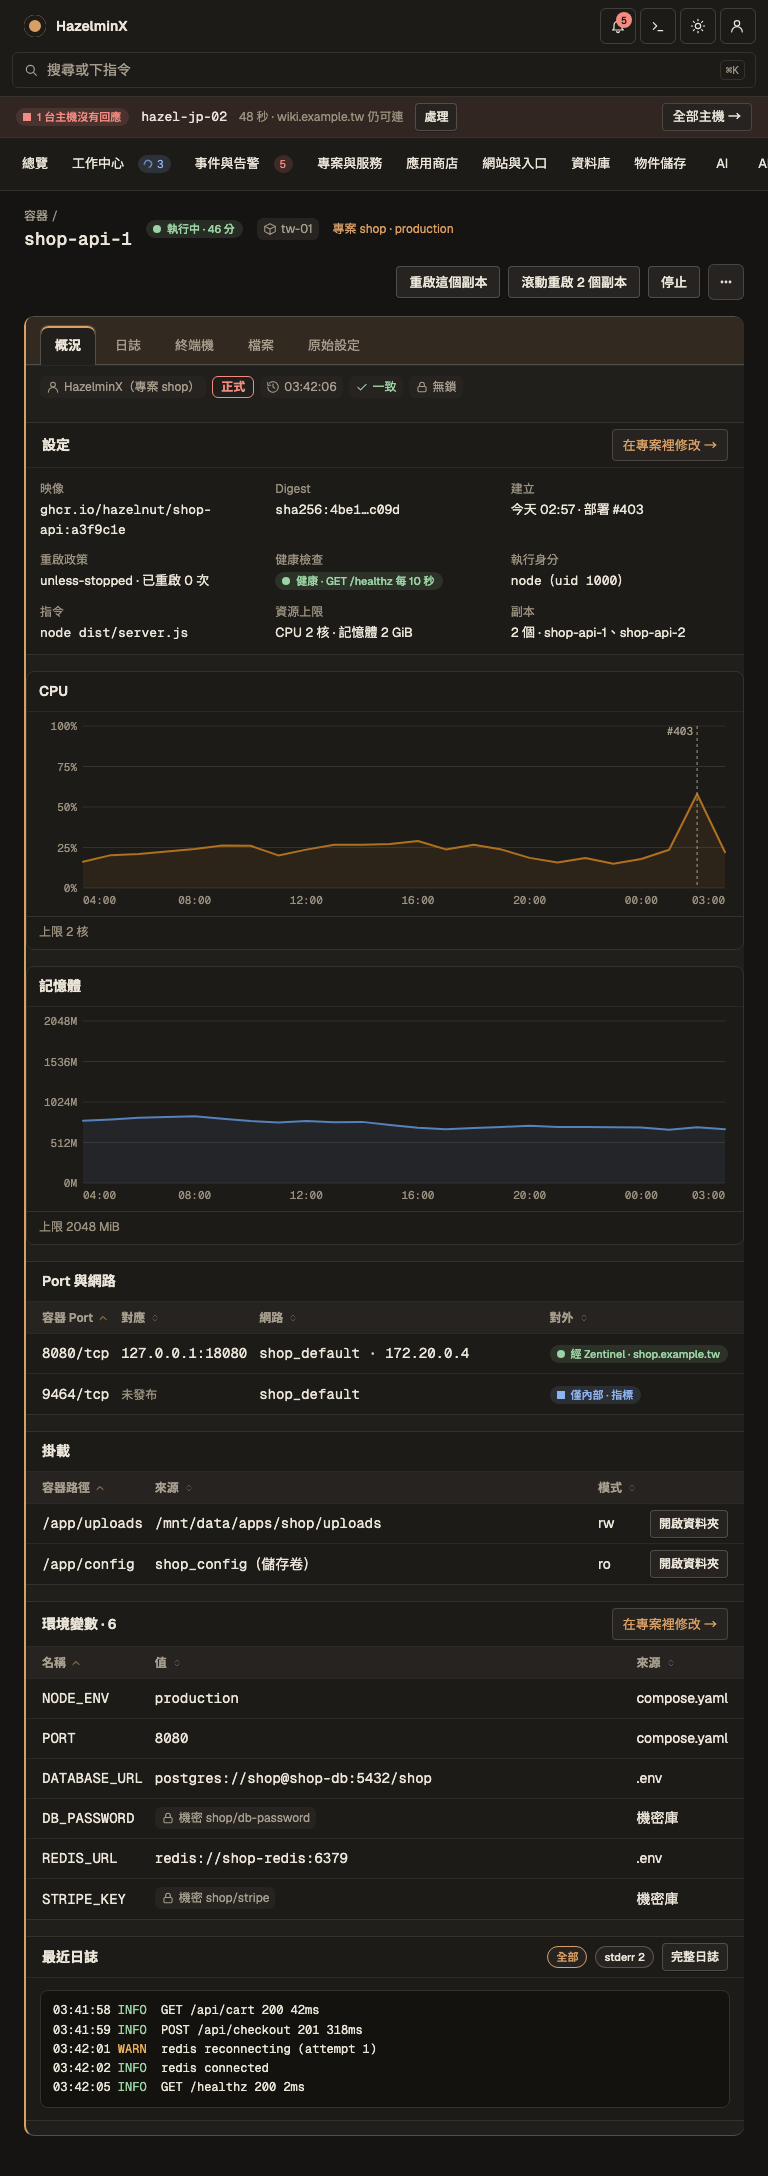 HazelminX
5
搜尋或下指令
⌘K
1 台主機沒有回應 hazel-jp-02 48 秒 · wiki.example.tw 仍可連 處理 全部主機 →
總覽 工作中心 3 事件與告警 5 專案與服務 應用商店 網站與入口 資料庫 物件儲存 AI
容器 /
shop-api-1 執行中 · 46 分 tw-01 專案 shop · production
重啟這個副本 滾動重啟 2 個副本 停止 ···
概況 日誌 終端機 檔案 原始設定
HazelminX（專案 shop） 正式 03:42:06 一致 無鎖
設定 在專案裡修改 →
映像 Digest 建立
ghcr.io/hazelnut/shop-api:a3f9c1e sha256:4be1…c09d 今天 02:57 · 部署 #403
重啟政策 健康檢查 執行身分
unless-stopped · 已重啟 0 次 健康 · GET /healthz 每 10 秒 node (uid 1000)
指令 資源上限 副本
node dist/server.js CPU 2 核 · 記憶體 2 GiB 2 個 · shop-api-1、shop-api-2
CPU
100%
#403
75%
50%
25%
0%
04:00 08:00 12:00 16:00 20:00 00:00 03:00
上限 2 核
記憶體
2048M
1536M
1024M
512M
0M
04:00 08:00 12:00 16:00 20:00 00:00 03:00
上限 2048 MiB
Port 與網路
容器 Port 對應 網路 對外
8080/tcp 127.0.0.1:18080 shop_default · 172.20.0.4 經 Zentinel · shop.example.tw
9464/tcp 未發布 shop_default 僅內部 · 指標
掛載
容器路徑 來源 模式
/app/uploads /mnt/data/apps/shop/uploads rw 開啟資料夾
/app/config shop_config（儲存卷） ro 開啟資料夾
環境變數 · 6 在專案裡修改 →
名稱 值 來源
NODE_ENV production compose.yaml
PORT 8080 compose.yaml
DATABASE_URL postgres://shop@shop-db:5432/shop .env
DB_PASSWORD 機密 shop/db-password 機密庫
REDIS_URL redis://shop-redis:6379 .env
STRIPE_KEY 機密 shop/stripe 機密庫
最近日誌 全部 stderr 2 完整日誌
03:41:58 INFO GET /api/cart 200 42ms
03:41:59 INFO POST /api/checkout 201 318ms
03:42:01 WARN redis reconnecting (attempt 1)
03:42:02 INFO redis connected
03:42:05 INFO GET /healthz 200 2ms